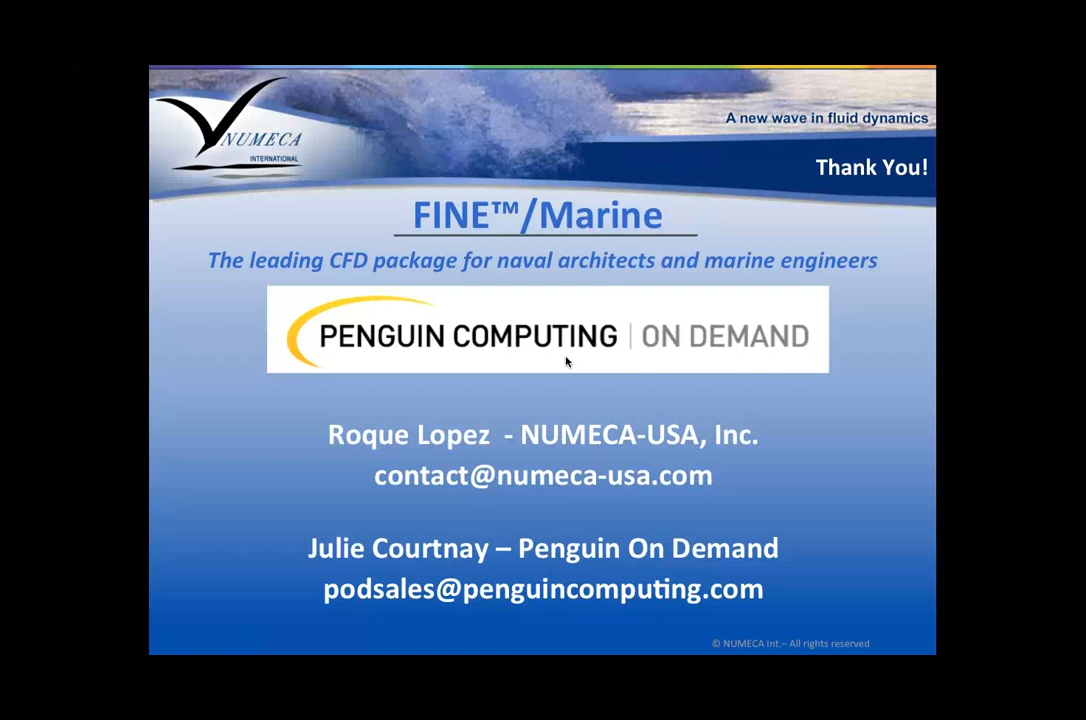 NUMECA
INTERNATIONAL
A new wave in fluid dynamics
Thank You!
FINE™/Marine
The leading CFD package for naval architects and marine engineers
PENGUIN COMPUTING | ON DEMAND
Roque Lopez - NUMECA-USA, Inc.
contact@numeca-usa.com
Julie Courtnay – Penguin On Demand
podsales@penguincomputing.com
© NUMECA Int.– All rights reserved